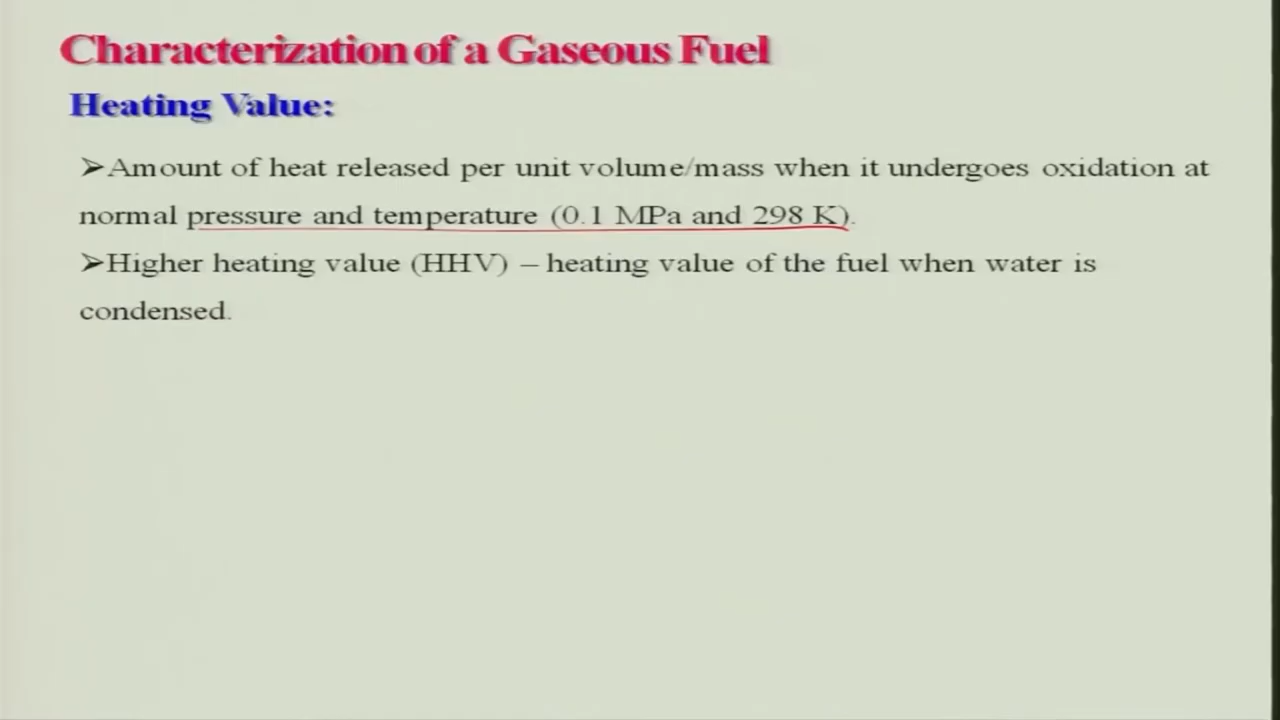 Characterization of a Gaseous Fuel
Heating Value:
➢Amount of heat released per unit volume/mass when it undergoes oxidation at
normal pressure and temperature (0.1 MPa and 298 K).
➢Higher heating value (HHV) – heating value of the fuel when water is
condensed.